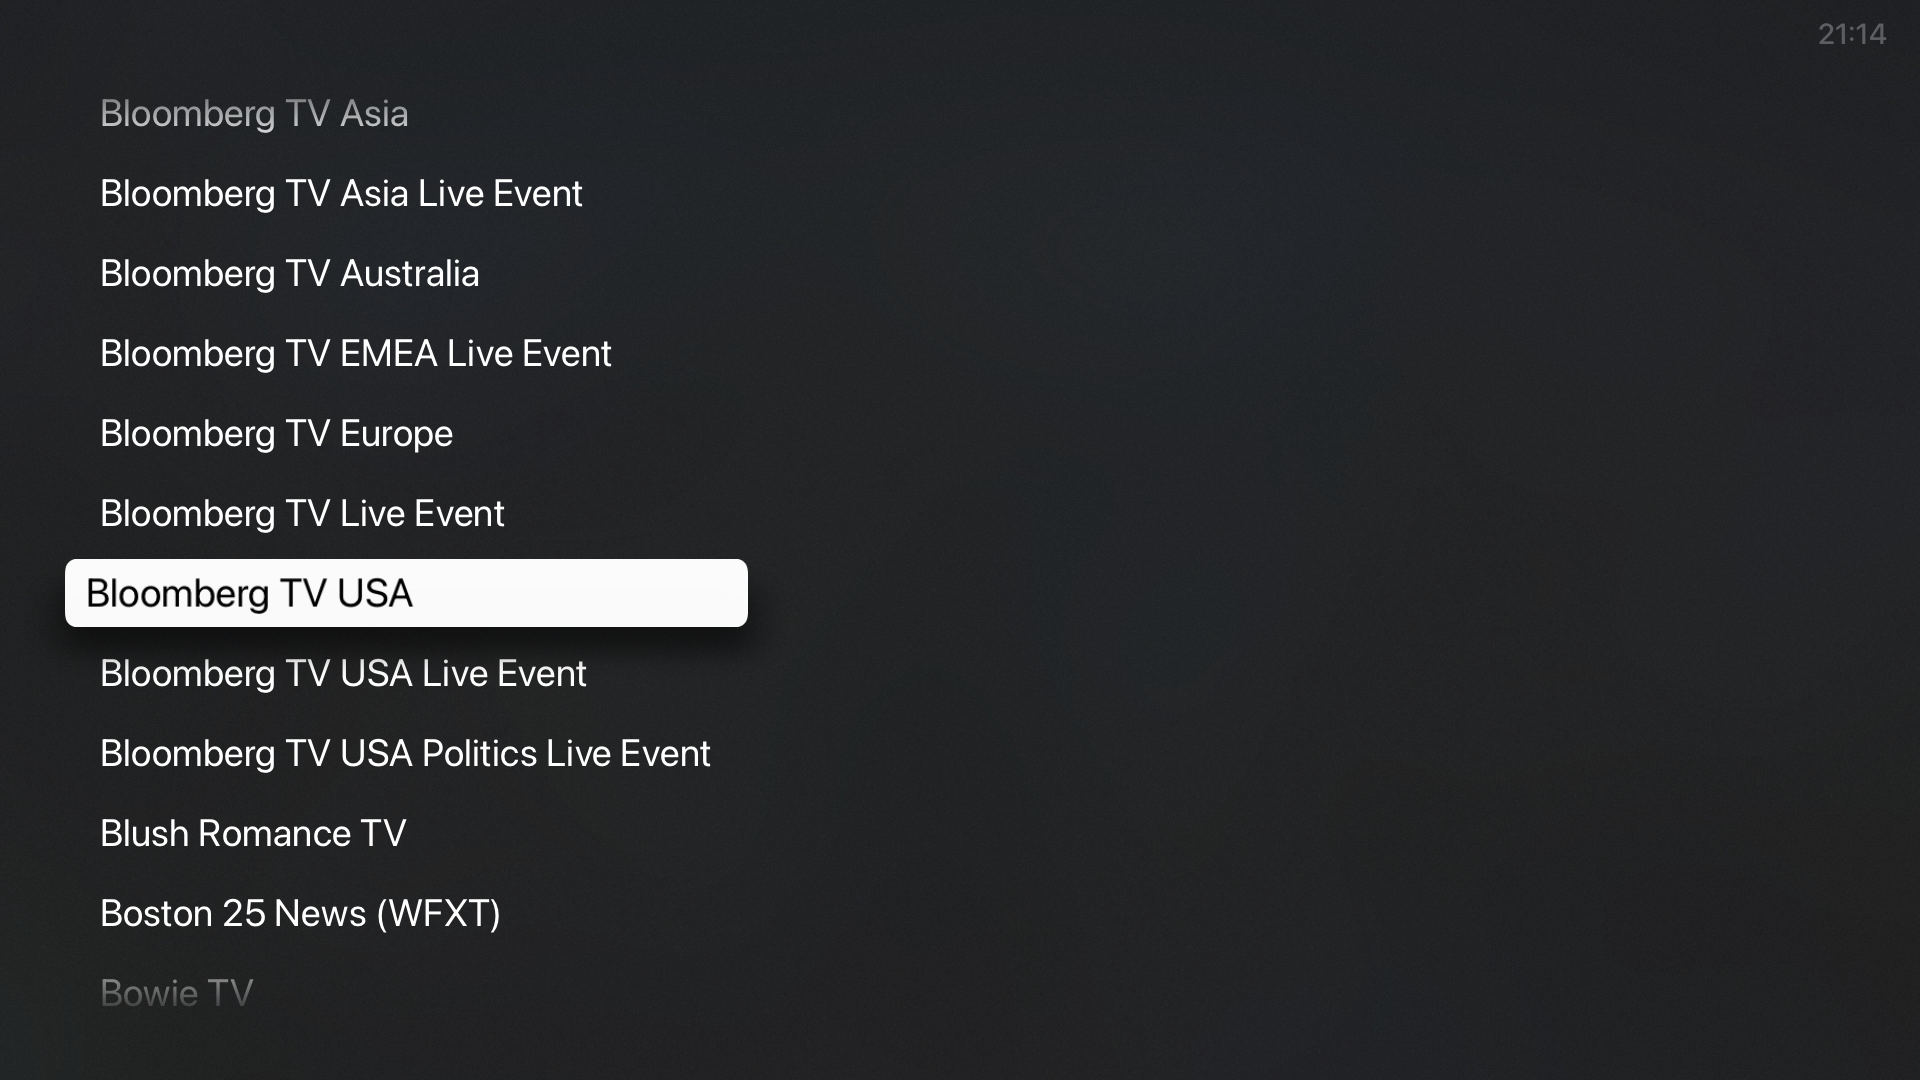 21:14
Bloomberg TV Asia
Bloomberg TV Asia Live Event
Bloomberg TV Australia
Bloomberg TV EMEA Live Event
Bloomberg TV Europe
Bloomberg TV Live Event
Bloomberg TV USA
Bloomberg TV USA Live Event
Bloomberg TV USA Politics Live Event
Blush Romance TV
Boston 25 News (WFXT)
Bowie TV